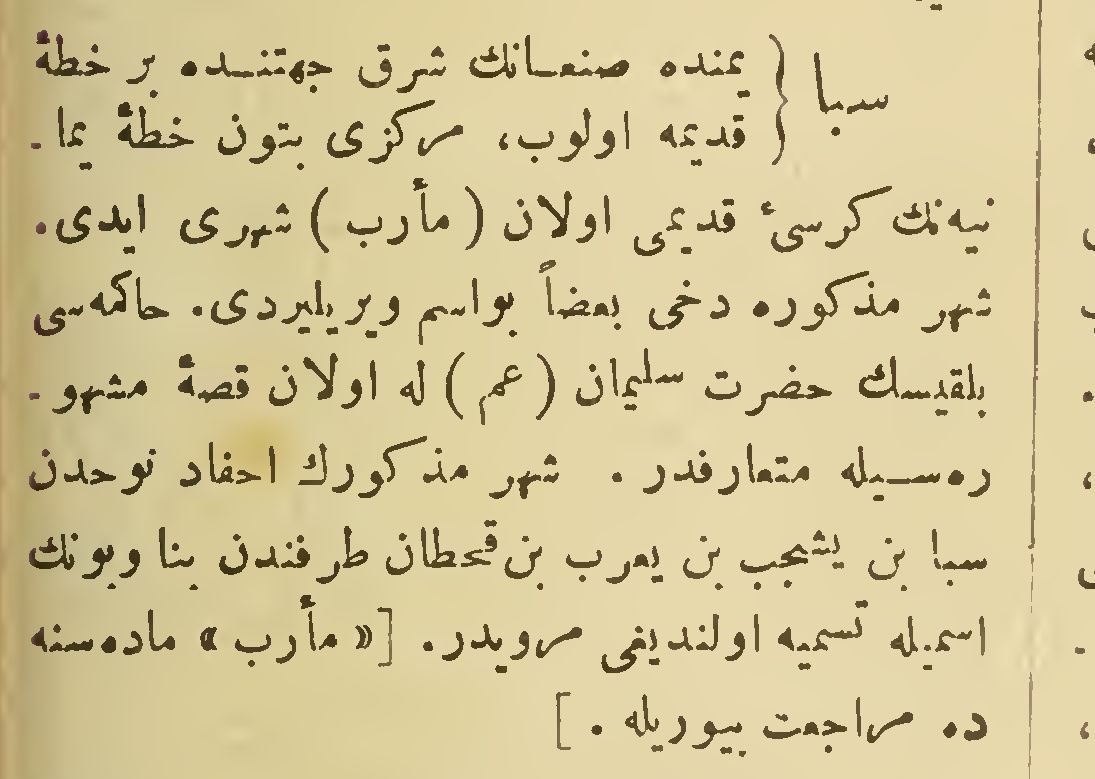 سبا { يمنده صنعانك شرق جهتنده بر خطهٔ
قديمه اولوب، مركزى بتون خطهٔ يما-
نيه‌نك كرسئ قديمى اولان (مأرب) شهرى ايدى.
شهر مذكوره دخى بعضاً بواسم ويريليردى. حاكمه‌سى
بلقيسك حضرت سليمان (عم) له اولان قصهٔ مشهو-
ره‌سيله متعارفدر. شهر مذكورك احفاد نوحدن
سبا بن يشجب بن يعرب بن قحطان طرفندن بنا وبونك
اسميله تسميه اولنديغى مرويدر. [«مأرب» ماده‌سنه
ده مراجعت بيوريله.]